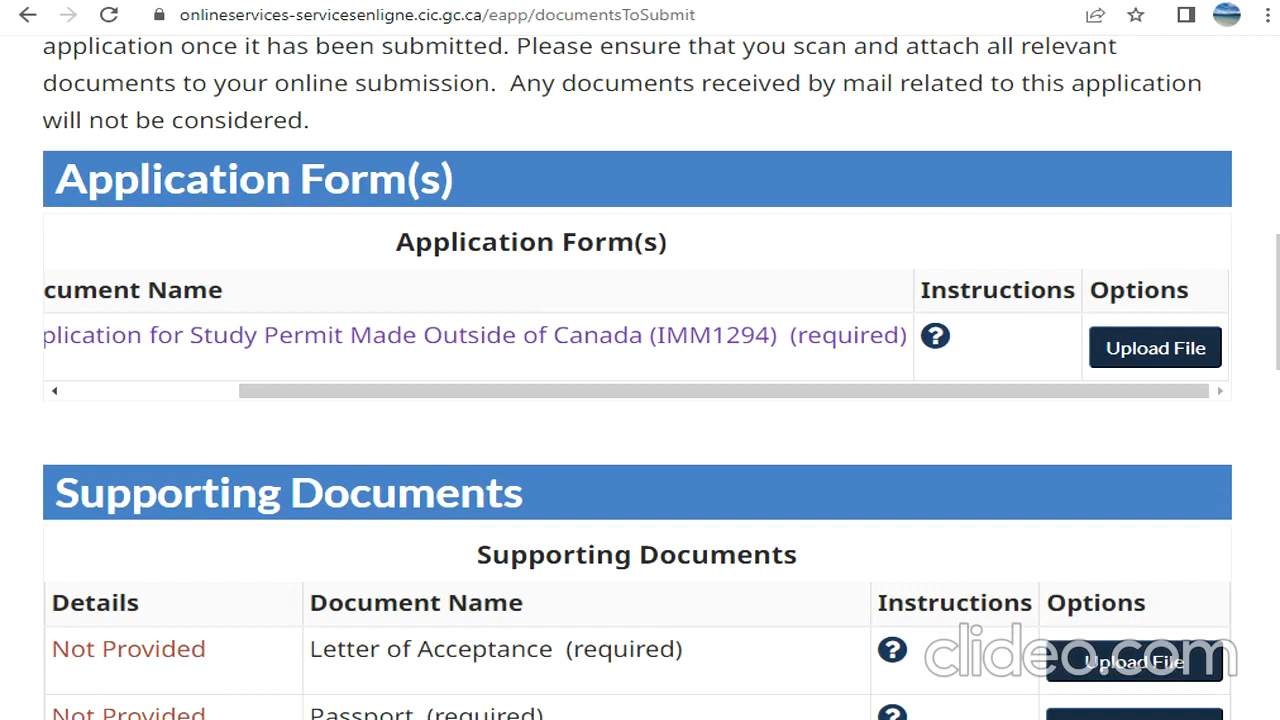 onlineservices-servicesenligne.cic.gc.ca/eapp/documentsToSubmit
application once it has been submitted. Please ensure that you scan and attach all relevant
documents to your online submission. Any documents received by mail related to this application
will not be considered.
Application Form(s)
Application Form(s)
cument Name Instructions Options
plication for Study Permit Made Outside of Canada (IMM1294) (required) ? Upload File
Supporting Documents
Supporting Documents
Details Document Name Instructions Options
Not Provided Letter of Acceptance (required) ? Upload File
clideo.com
Not Provided Passport (required) ?